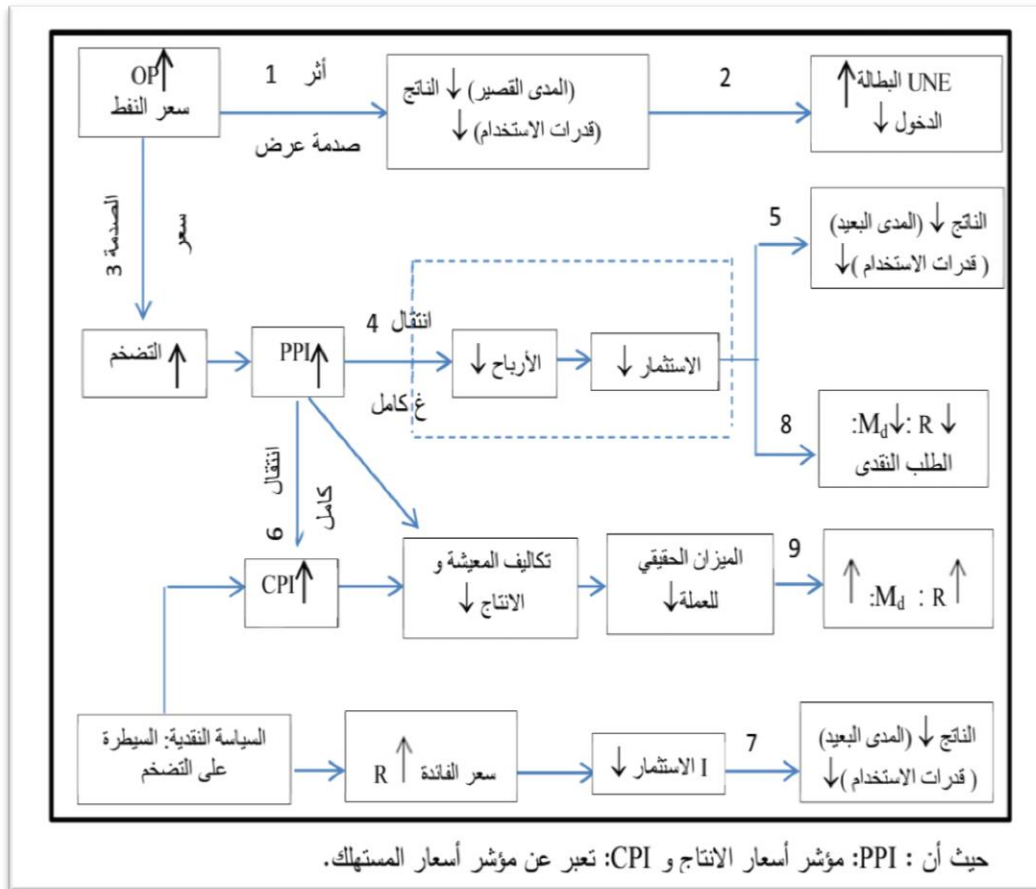 OP↑
سعر النفط
أثر 1
صدمة عرض
(المدى القصير) ↓ الناتج
(قدرات الاستخدام) ↓
2
UNE البطالة ↑
الدخول ↓
الصدمة 3
سعر
5
الناتج ↓ (المدى البعيد)
( قدرات الاستخدام )↓
التضخم ↑
PPI↑
انتقال 4
غ كامل
الأرباح ↓
الاستثمار ↓
8
:M_d↓: R ↓
الطلب النقدى
انتقال
كامل
6
CPI↑
تكاليف المعيشة و
الانتاج ↓
الميزان الحقيقي
للعملة↓
9
↑ :M_d : R ↑
السياسة النقدية: السيطرة
على التضخم
سعر الفائدة ↑ R
I الاستثمار ↓
7
الناتج ↓ (المدى البعيد)
( قدرات الاستخدام )↓
حيث أن : PPI: مؤشر أسعار الانتاج و CPI: تعبر عن مؤشر أسعار المستهلك.